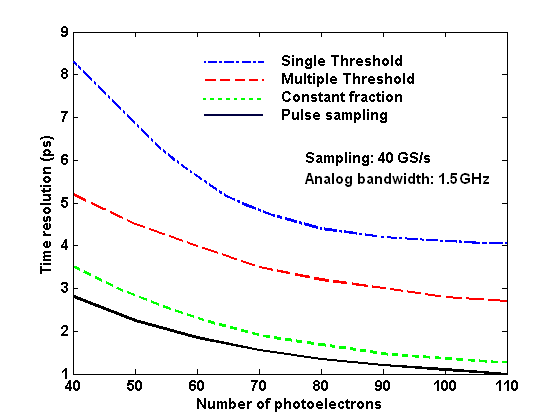 9
8
7
6
5
4
3
2
1
Time resolution (ps)
Single Threshold
Multiple Threshold
Constant fraction
Pulse sampling
Sampling: 40 GS/s
Analog bandwidth: 1.5GHz
40 50 60 70 80 90 100 110
Number of photoelectrons